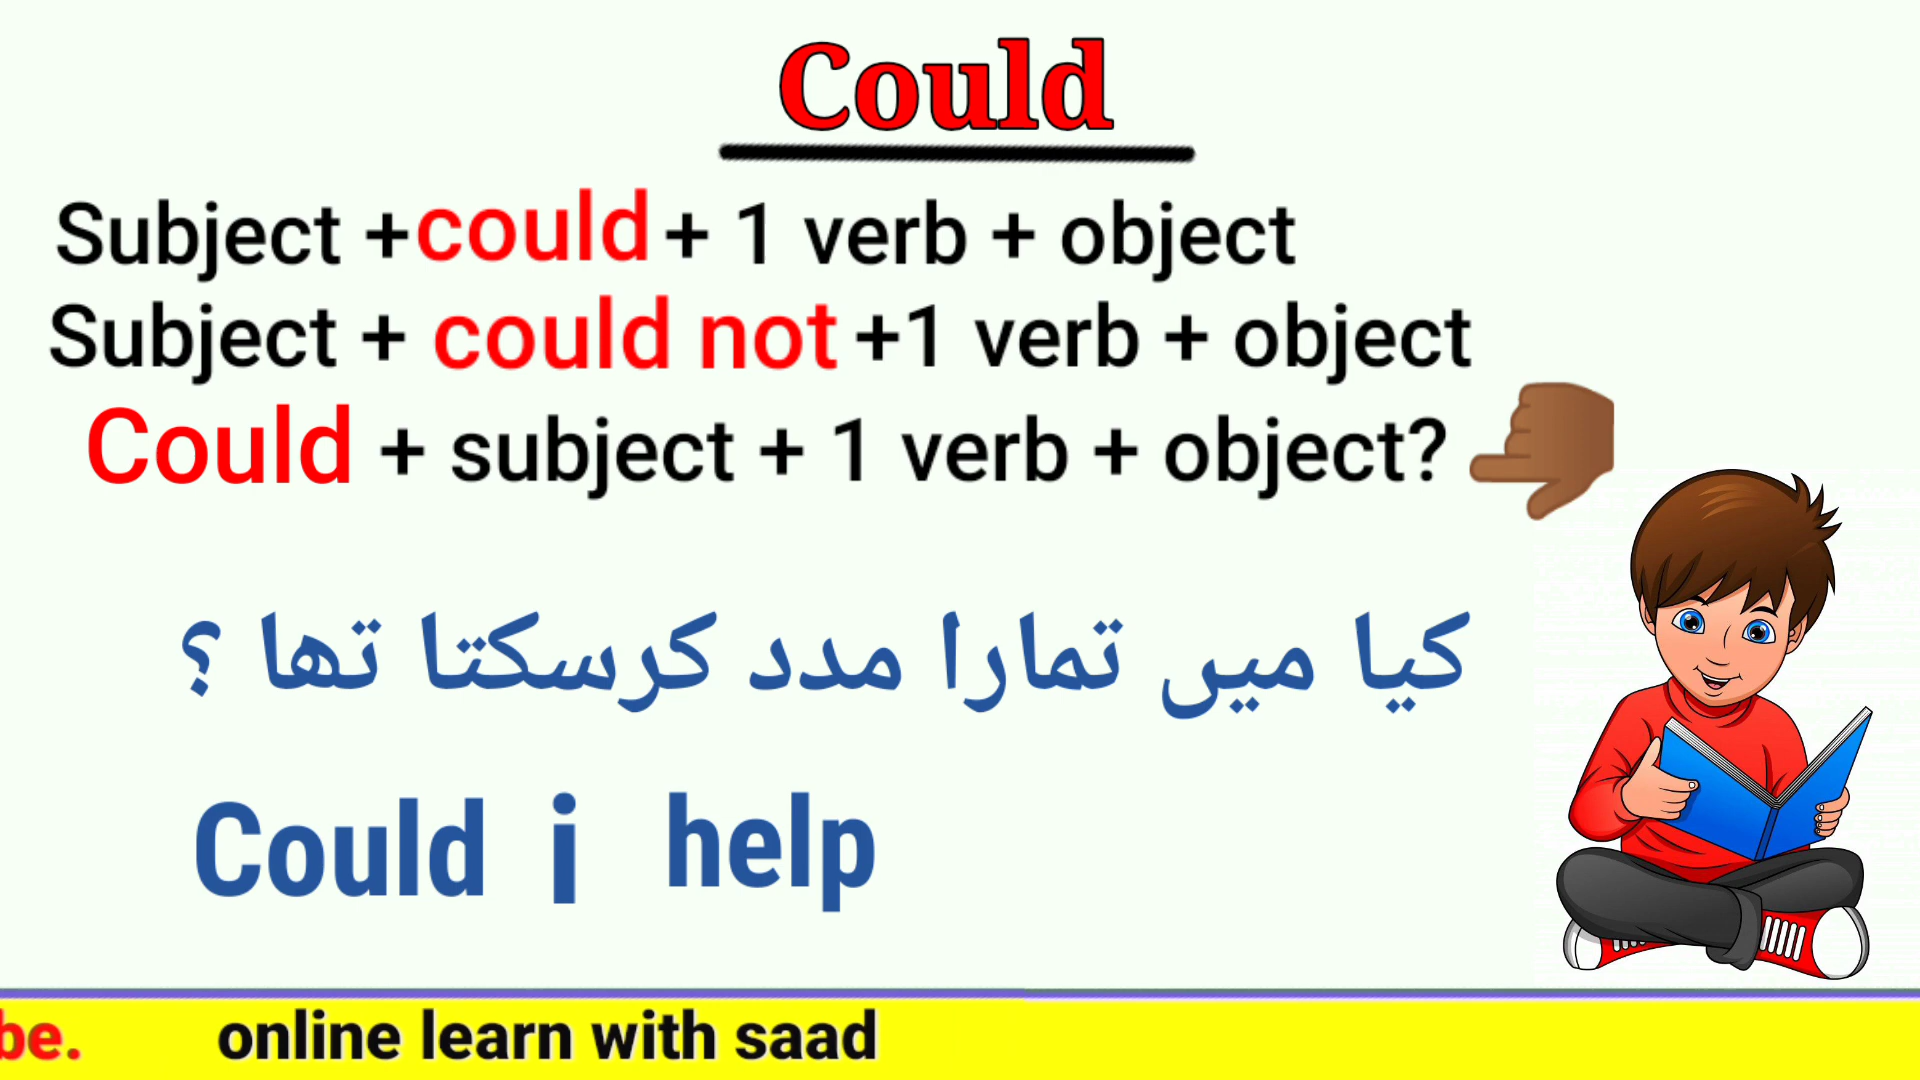 Could
Subject + could + 1 verb + object
Subject + could not +1 verb + object
Could + subject + 1 verb + object?
کیا میں تمارا مدد کرسکتا تھا ؟
Could i help
be. online learn with saad